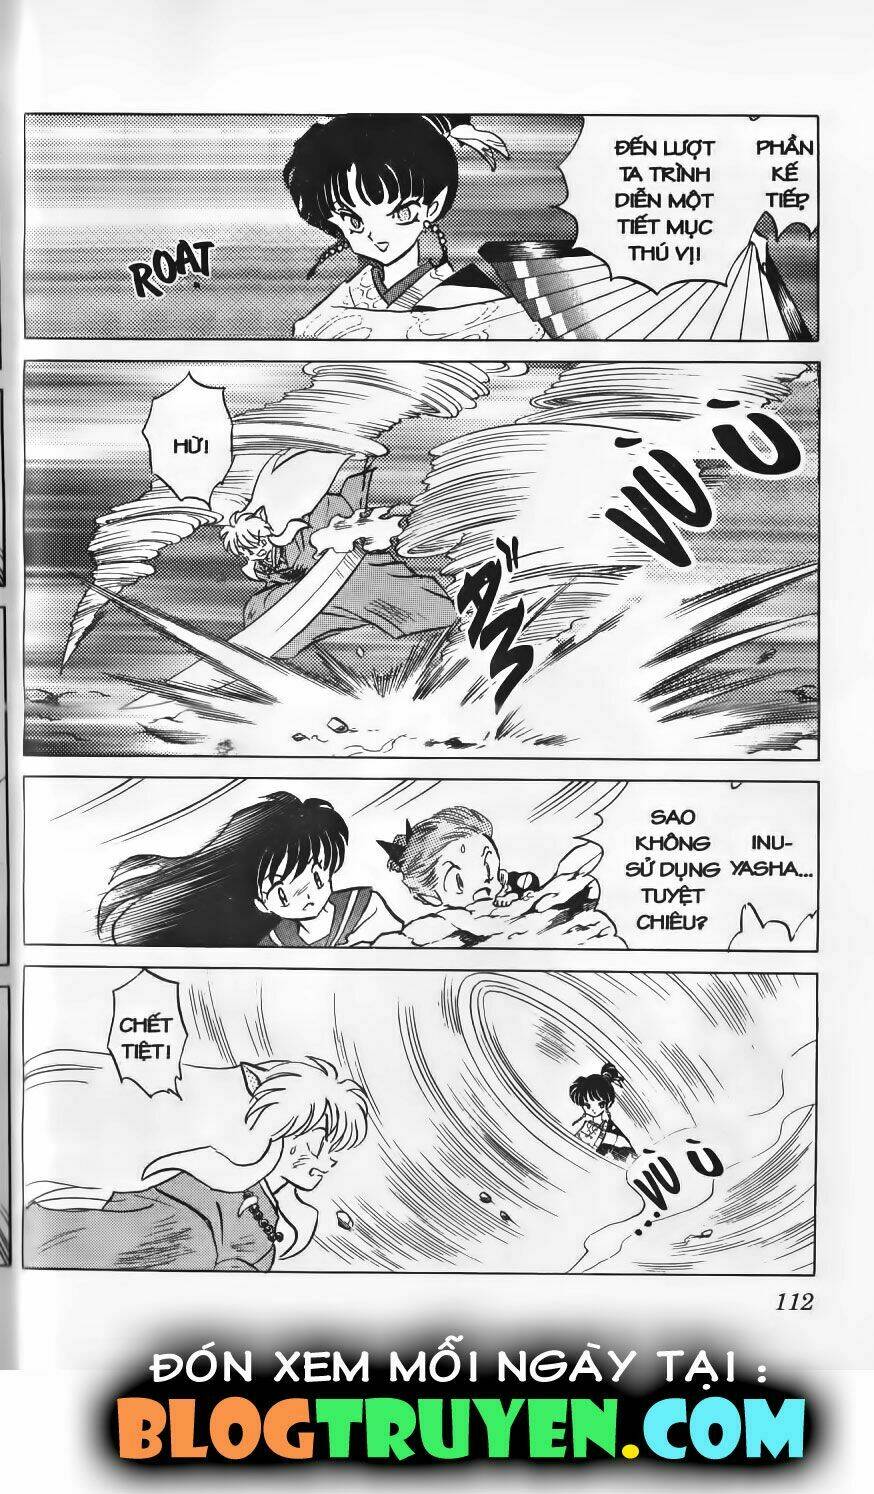 PHẦN
KẾ
TIẾP?
ĐẾN LƯỢT
TA TRÌNH
DIỄN MỘT
TIẾT MỤC
THÚ VỊ!
ROẠT
HỪ!
VÙ Ù
ẦM
INU-
YASHA...
SAO
KHÔNG
SỬ DỤNG
TUYỆT
CHIÊU?
CHẾT
TIỆT!
...VÙ Ù
112
ĐÓN XEM MỖI NGÀY TẠI :
BLOGTRUYEN.COM